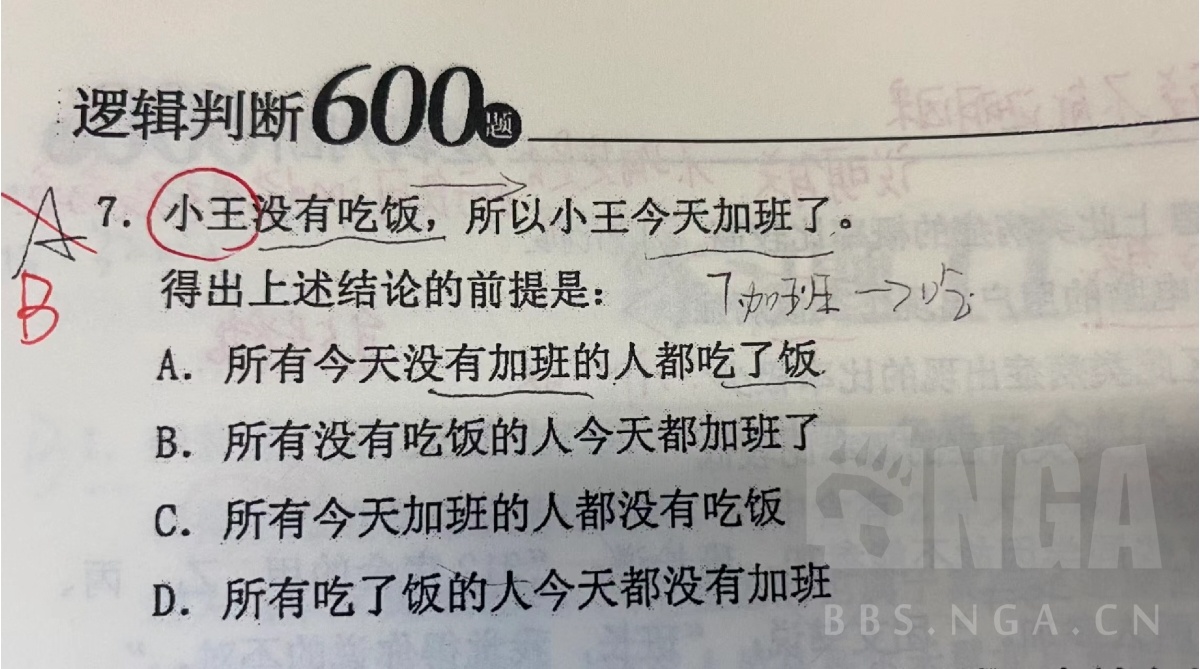 逻辑判断600题
A
B
7. 小王没有吃饭，所以小王今天加班了。
得出上述结论的前提是：
¬加班→吃
A. 所有今天没有加班的人都吃了饭
B. 所有没有吃饭的人今天都加班了
C. 所有今天加班的人都没有吃饭
D. 所有吃了饭的人今天都没有加班
NGA
BBS.NGA.CN